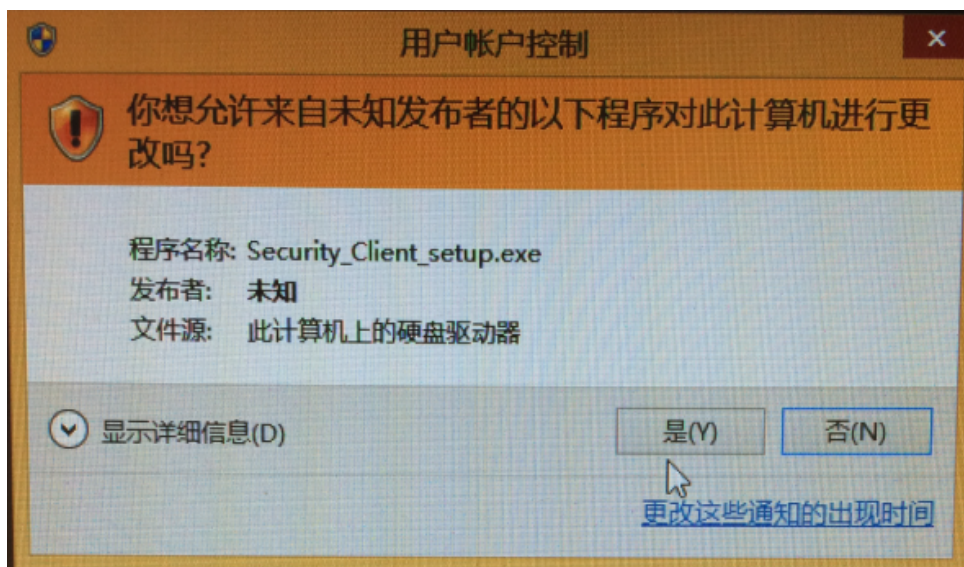 用户帐户控制
你想允许来自未知发布者的以下程序对此计算机进行更
改吗?
程序名称: Security_Client_setup.exe
发布者: 未知
文件源: 此计算机上的硬盘驱动器
显示详细信息(D)
是(Y)
否(N)
更改这些通知的出现时间